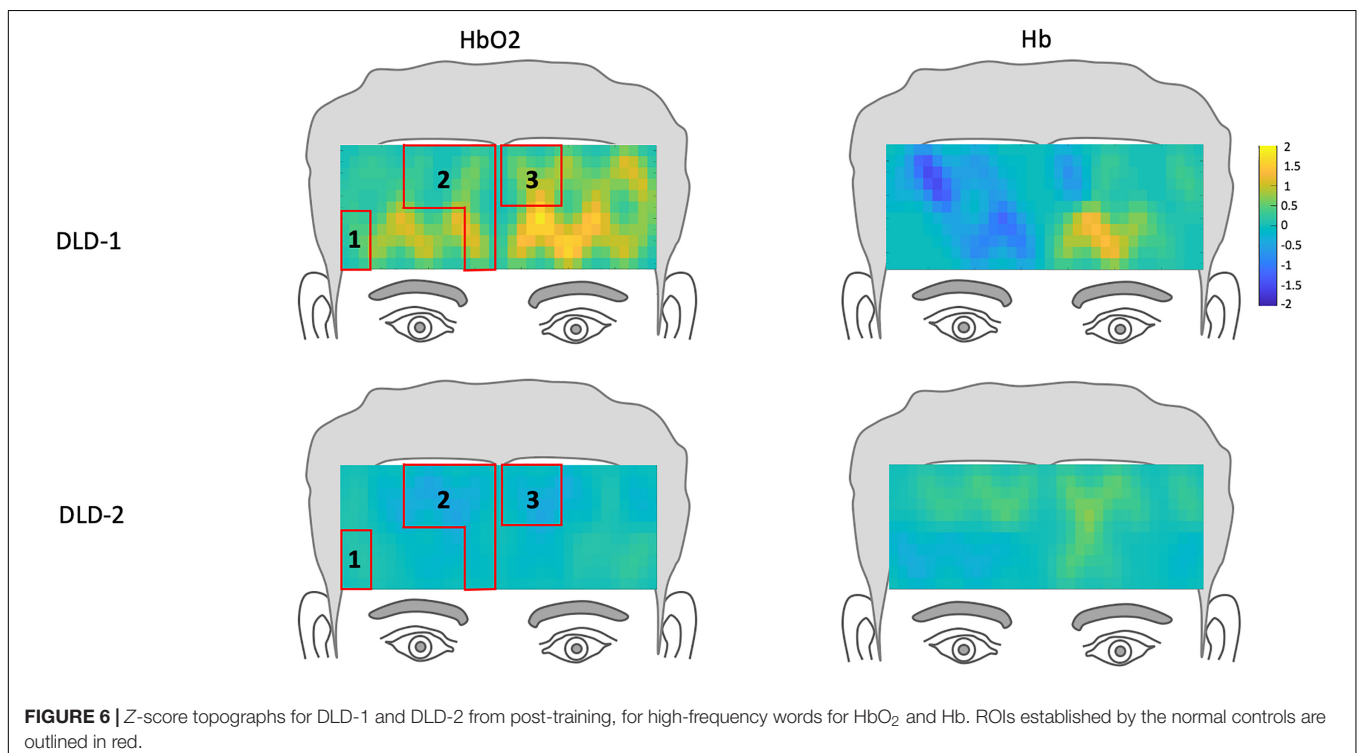 HbO2 Hb
DLD-1
2 3
1
2
1.5
1
0.5
0
-0.5
-1
-1.5
-2
DLD-2
2 3
1
FIGURE 6 | Z-score topographs for DLD-1 and DLD-2 from post-training, for high-frequency words for HbO₂ and Hb. ROIs established by the normal controls are
outlined in red.